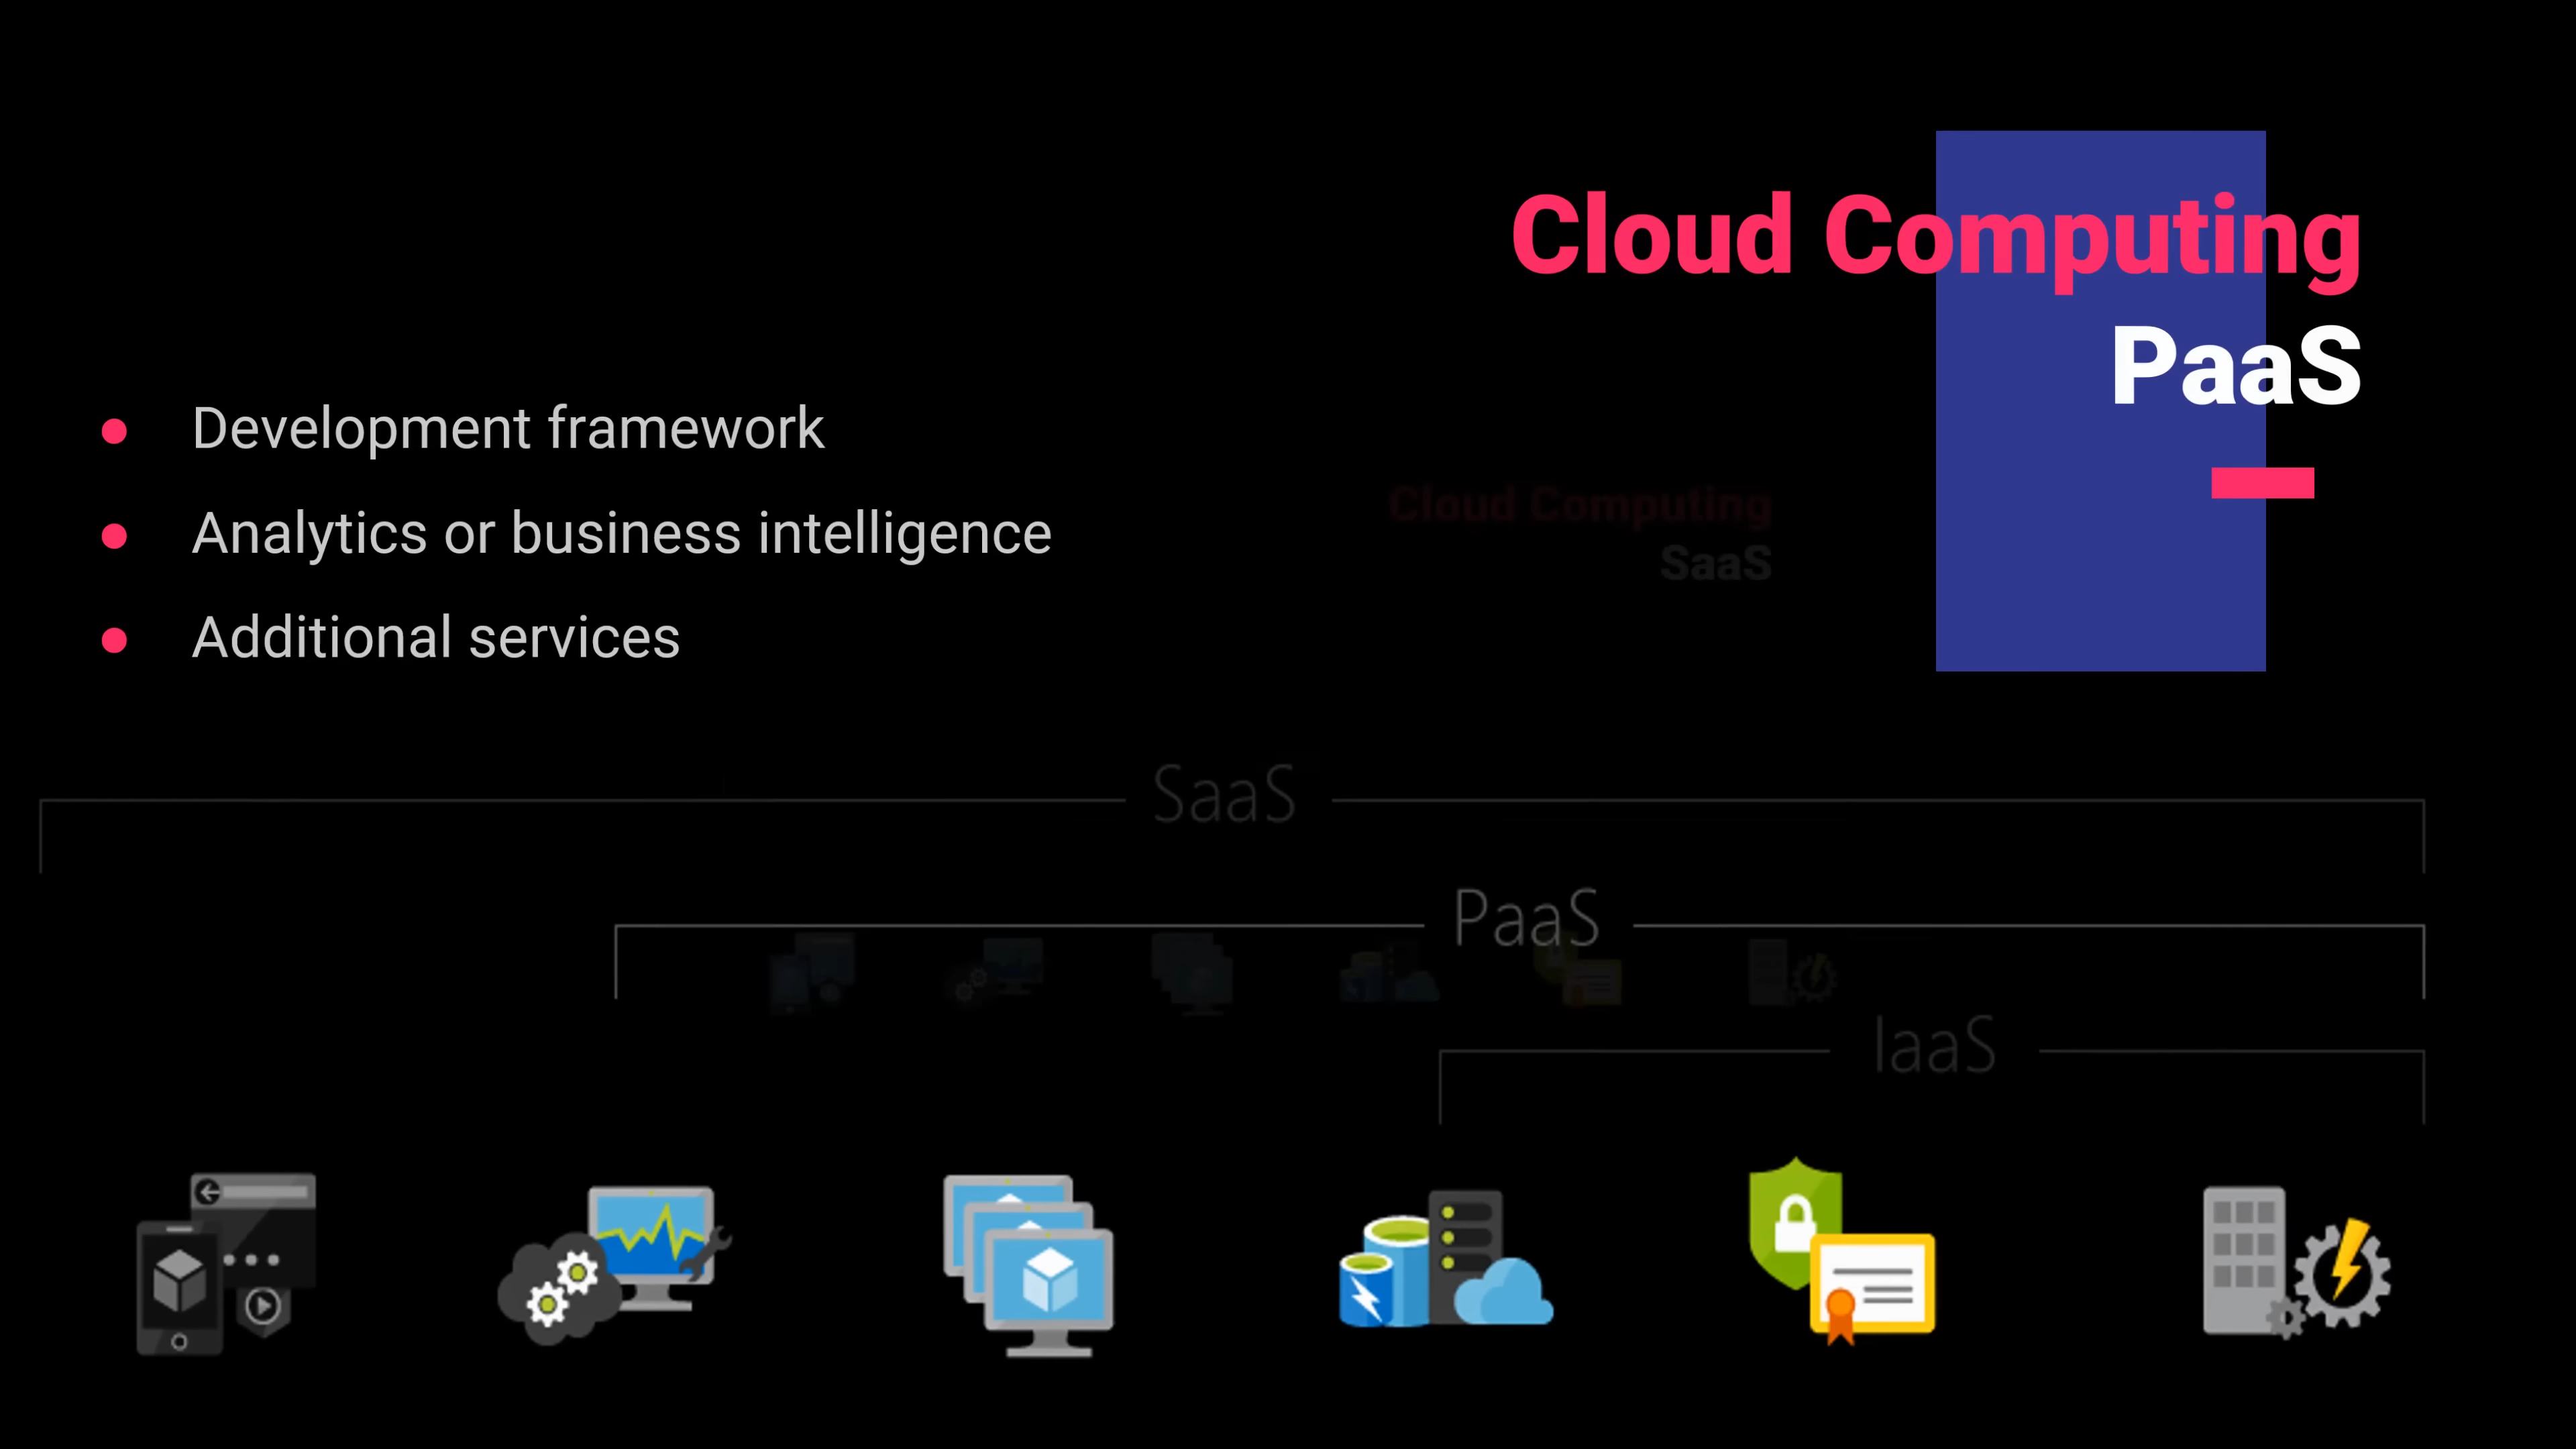 Cloud Computing
PaaS
Development framework
Analytics or business intelligence
Additional services
Cloud Computing
SaaS
SaaS
PaaS
IaaS